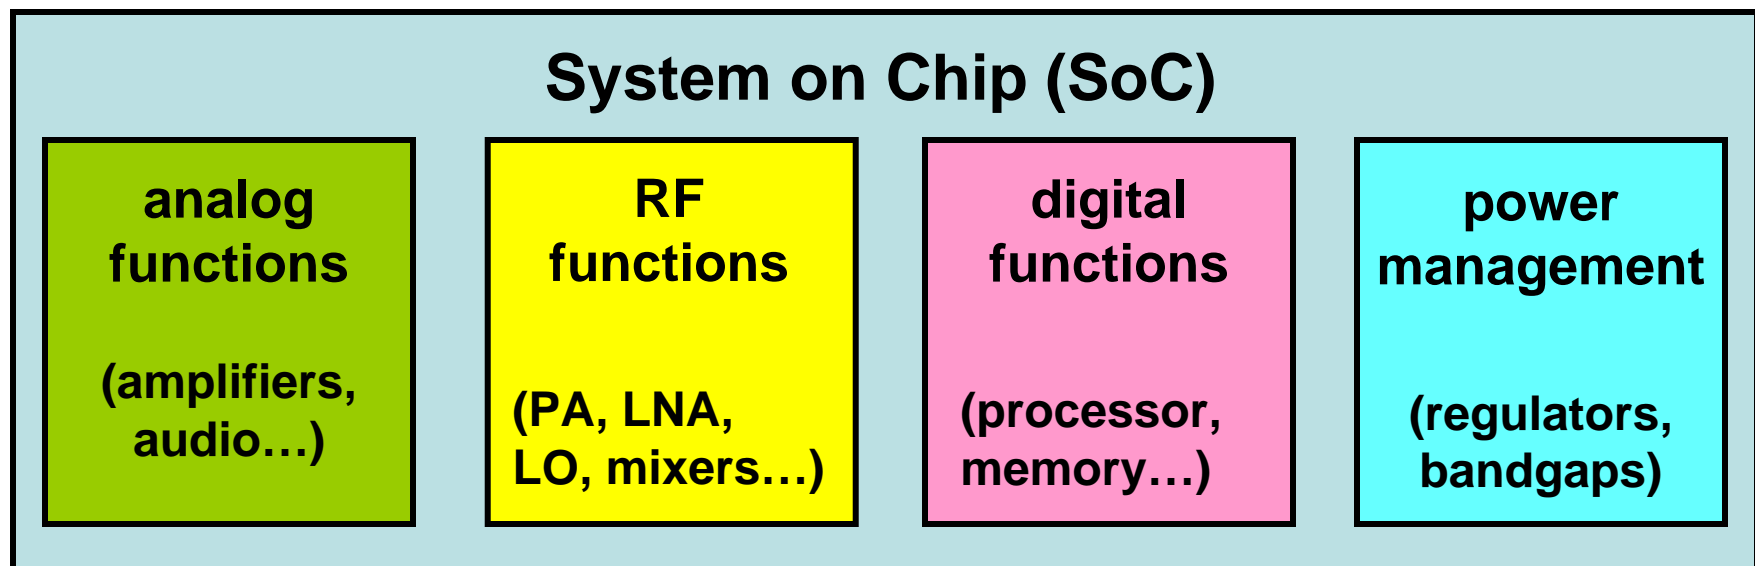 System on Chip (SoC)
analog
functions
(amplifiers,
audio…)
RF
functions
(PA, LNA,
LO, mixers…)
digital
functions
(processor,
memory…)
power
management
(regulators,
bandgaps)